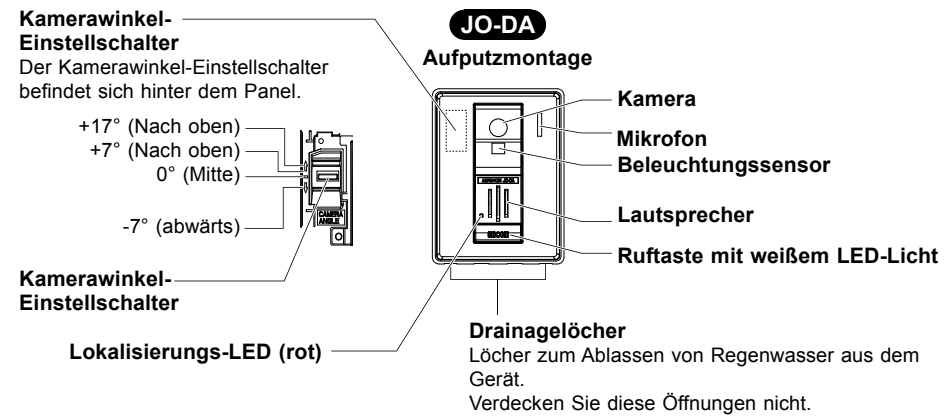 Kamerawinkel-
Einstellschalter
Der Kamerawinkel-Einstellschalter
befindet sich hinter dem Panel.
+17° (Nach oben)
+7° (Nach oben)
0° (Mitte)
-7° (abwärts)
CAMERA
ANGLE
Kamerawinkel-
Einstellschalter
Lokalisierungs-LED (rot)
JO-DA
Aufputzmontage
Kamera
Mikrofon
Beleuchtungssensor
Lautsprecher
Ruftaste mit weißem LED-Licht
Drainagelöcher
Löcher zum Ablassen von Regenwasser aus dem
Gerät.
Verdecken Sie diese Öffnungen nicht.